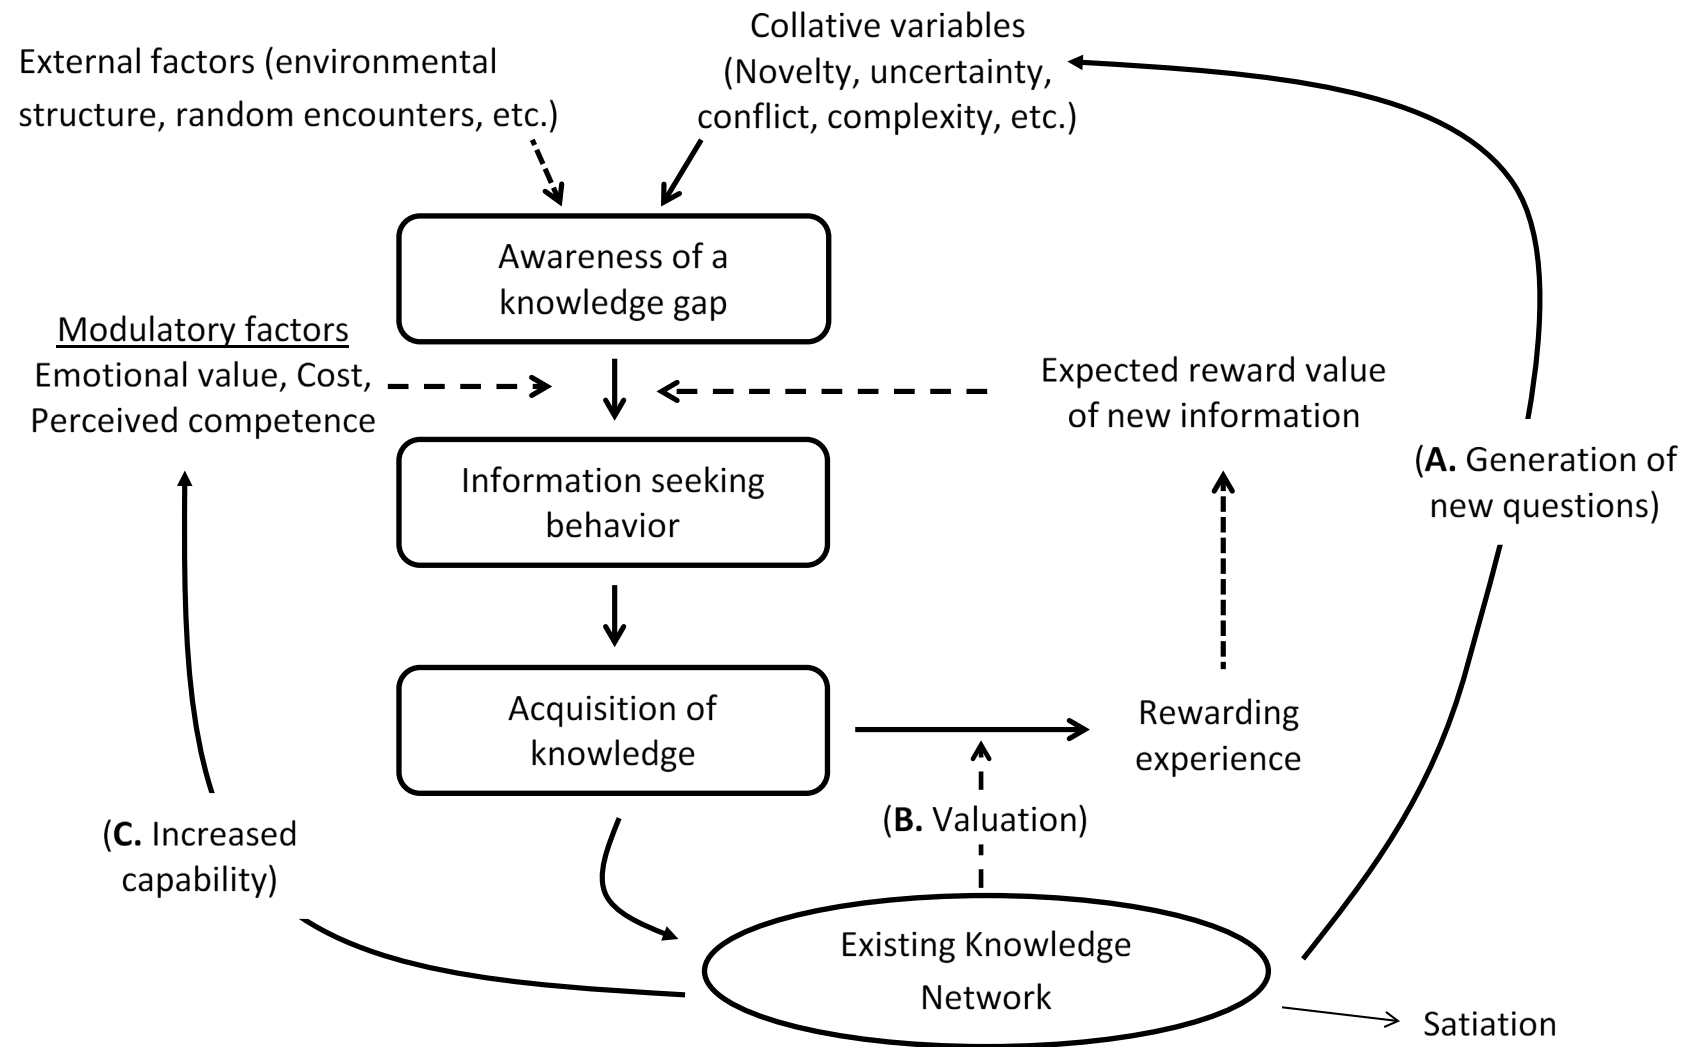 External factors (environmental
structure, random encounters, etc.)
Collative variables
(Novelty, uncertainty,
conflict, complexity, etc.)
Awareness of a
knowledge gap
Modulatory factors
Emotional value, Cost,
Perceived competence
Expected reward value
of new information
(A. Generation of
new questions)
Information seeking
behavior
Acquisition of
knowledge
Rewarding
experience
(B. Valuation)
(C. Increased
capability)
Existing Knowledge
Network
Satiation